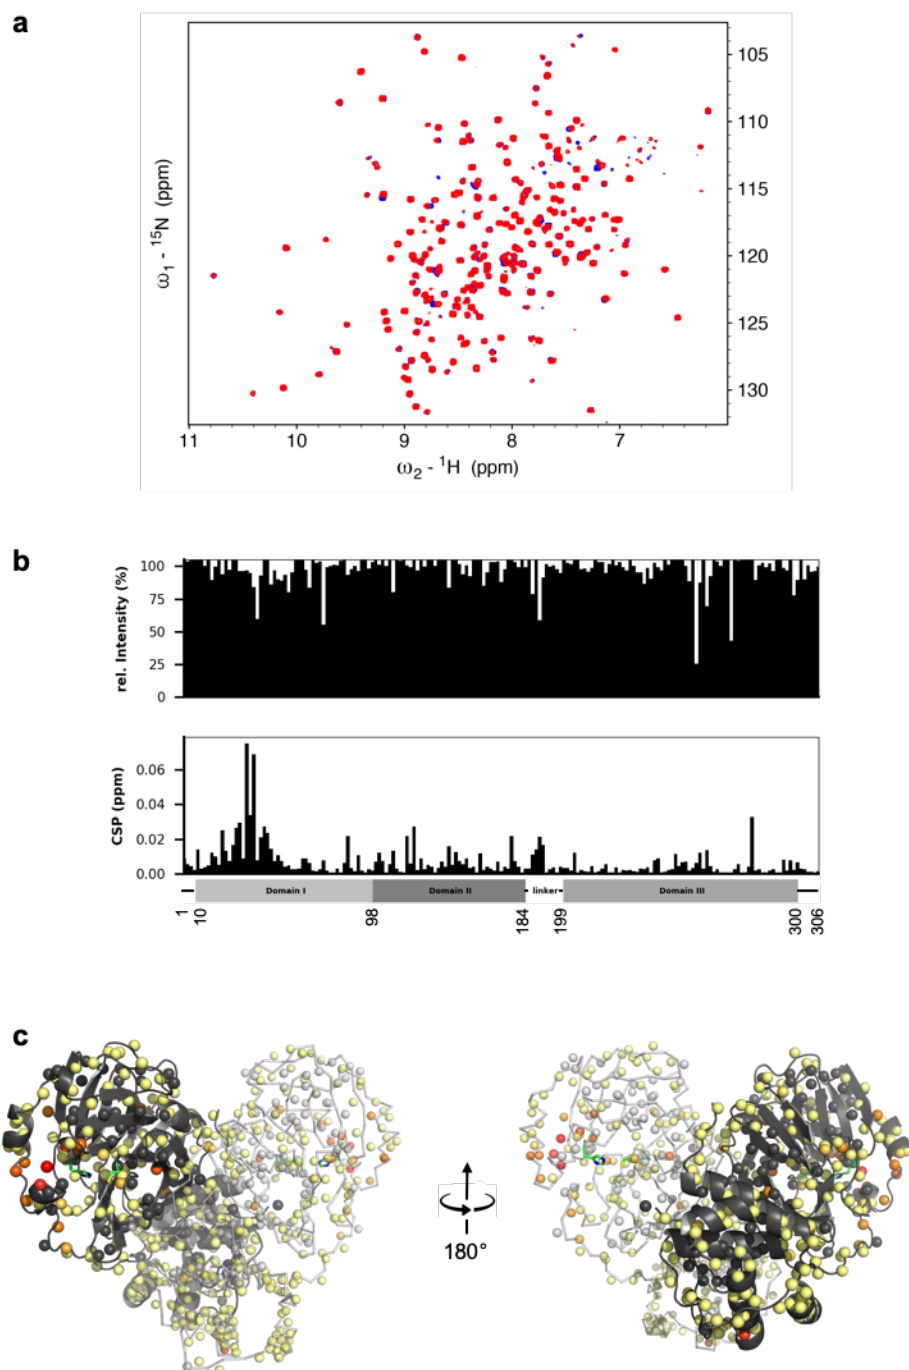 a
105
110
115
120
125
130
ω1 - 15N (ppm)
11 10 9 8 7
ω2 - 1H (ppm)
b
100
75
50
25
0
rel. Intensity (%)
0.06
0.04
0.02
0.00
CSP (ppm)
Domain I Domain II linker Domain III
1 10 98 184 199 300 306
c
180°